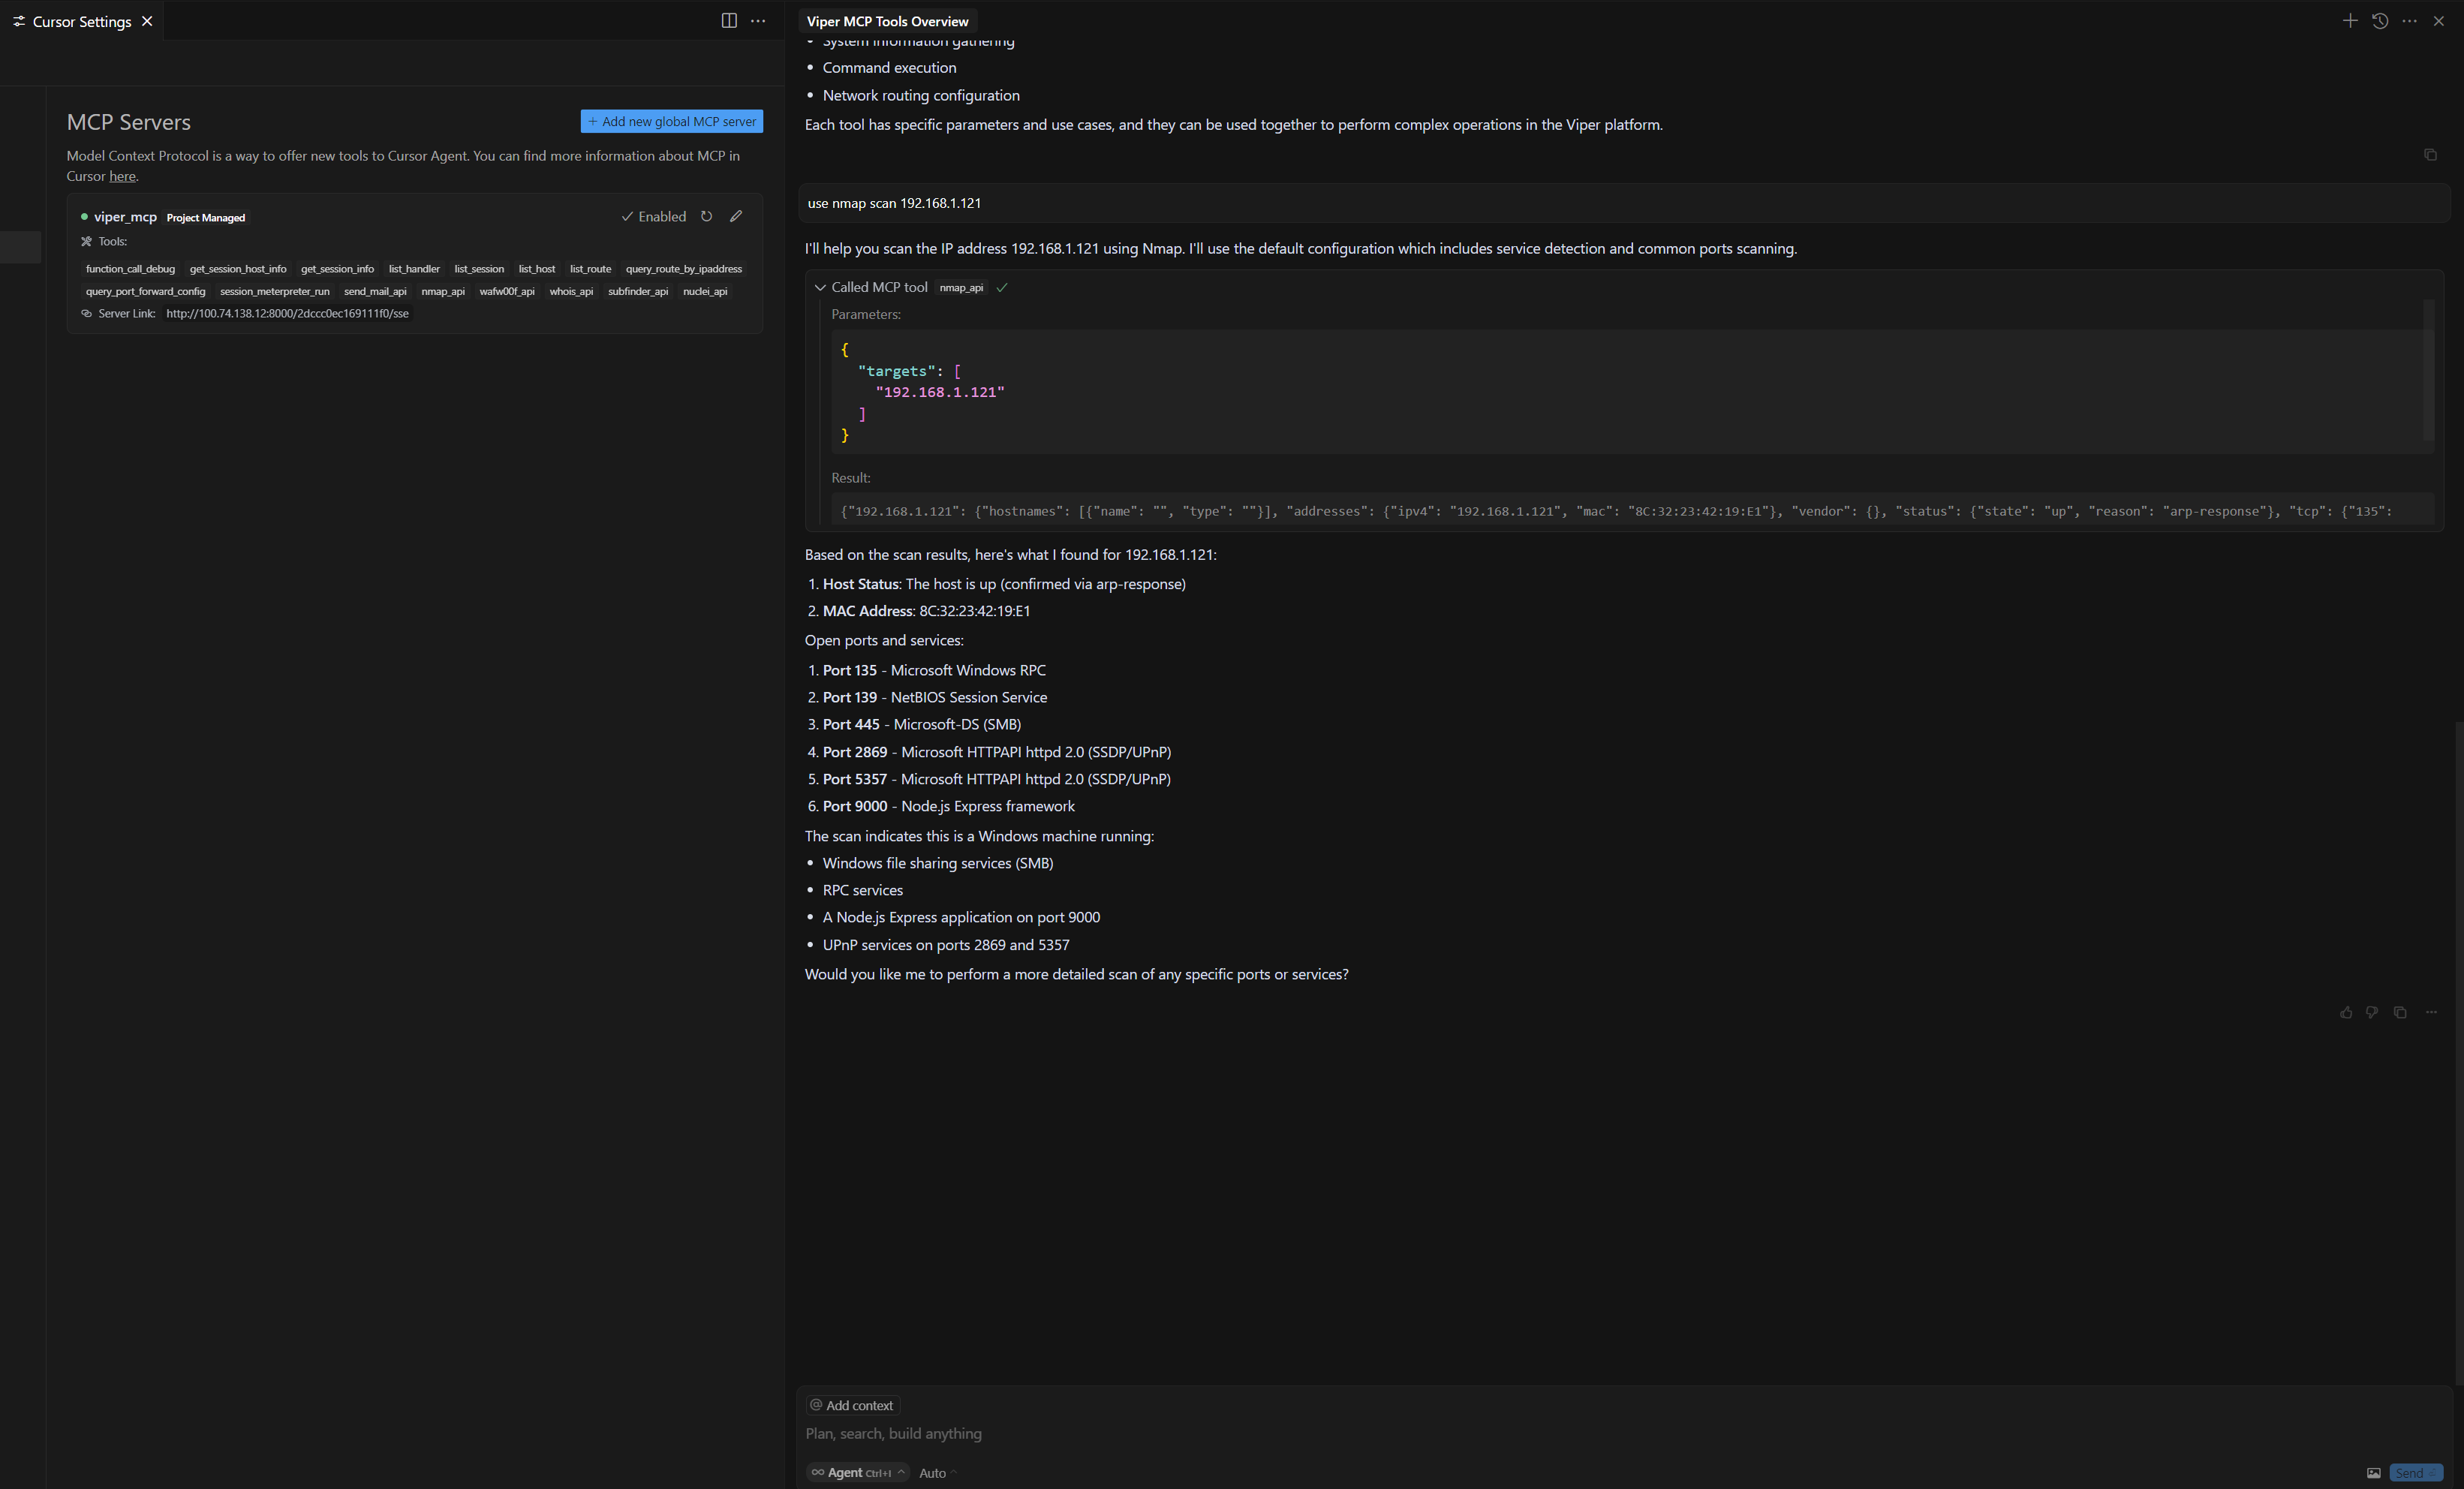 Cursor Settings
MCP Servers
+ Add new global MCP server
Model Context Protocol is a way to offer new tools to Cursor Agent. You can find more information about MCP in
Cursor here.
viper_mcp Project Managed
Enabled
Tools:
function_call_debug get_session_host_info get_session_info list_handler list_session list_host list_route query_route_by_ipaddress
query_port_forward_config session_meterpreter_run send_mail_api nmap_api wafw00f_api whois_api subfinder_api nuclei_api
Server Link: http://100.74.138.12:8000/2dccc0ec169111f0/sse
Viper MCP Tools Overview
• System information gathering
• Command execution
• Network routing configuration
Each tool has specific parameters and use cases, and they can be used together to perform complex operations in the Viper platform.
use nmap scan 192.168.1.121
I'll help you scan the IP address 192.168.1.121 using Nmap. I'll use the default configuration which includes service detection and common ports scanning.
Called MCP tool nmap_api
Parameters:
{
"targets": [
"192.168.1.121"
]
}
Result:
{"192.168.1.121": {"hostnames": [{"name": "", "type": ""}], "addresses": {"ipv4": "192.168.1.121", "mac": "8C:32:23:42:19:E1"}, "vendor": {}, "status": {"state": "up", "reason": "arp-response"}, "tcp": {"135":
Based on the scan results, here's what I found for 192.168.1.121:
1. Host Status: The host is up (confirmed via arp-response)
2. MAC Address: 8C:32:23:42:19:E1
Open ports and services:
1. Port 135 - Microsoft Windows RPC
2. Port 139 - NetBIOS Session Service
3. Port 445 - Microsoft-DS (SMB)
4. Port 2869 - Microsoft HTTPAPI httpd 2.0 (SSDP/UPnP)
5. Port 5357 - Microsoft HTTPAPI httpd 2.0 (SSDP/UPnP)
6. Port 9000 - Node.js Express framework
The scan indicates this is a Windows machine running:
• Windows file sharing services (SMB)
• RPC services
• A Node.js Express application on port 9000
• UPnP services on ports 2869 and 5357
Would you like me to perform a more detailed scan of any specific ports or services?
@ Add context
Plan, search, build anything
∞ Agent Ctrl+I Auto
Send